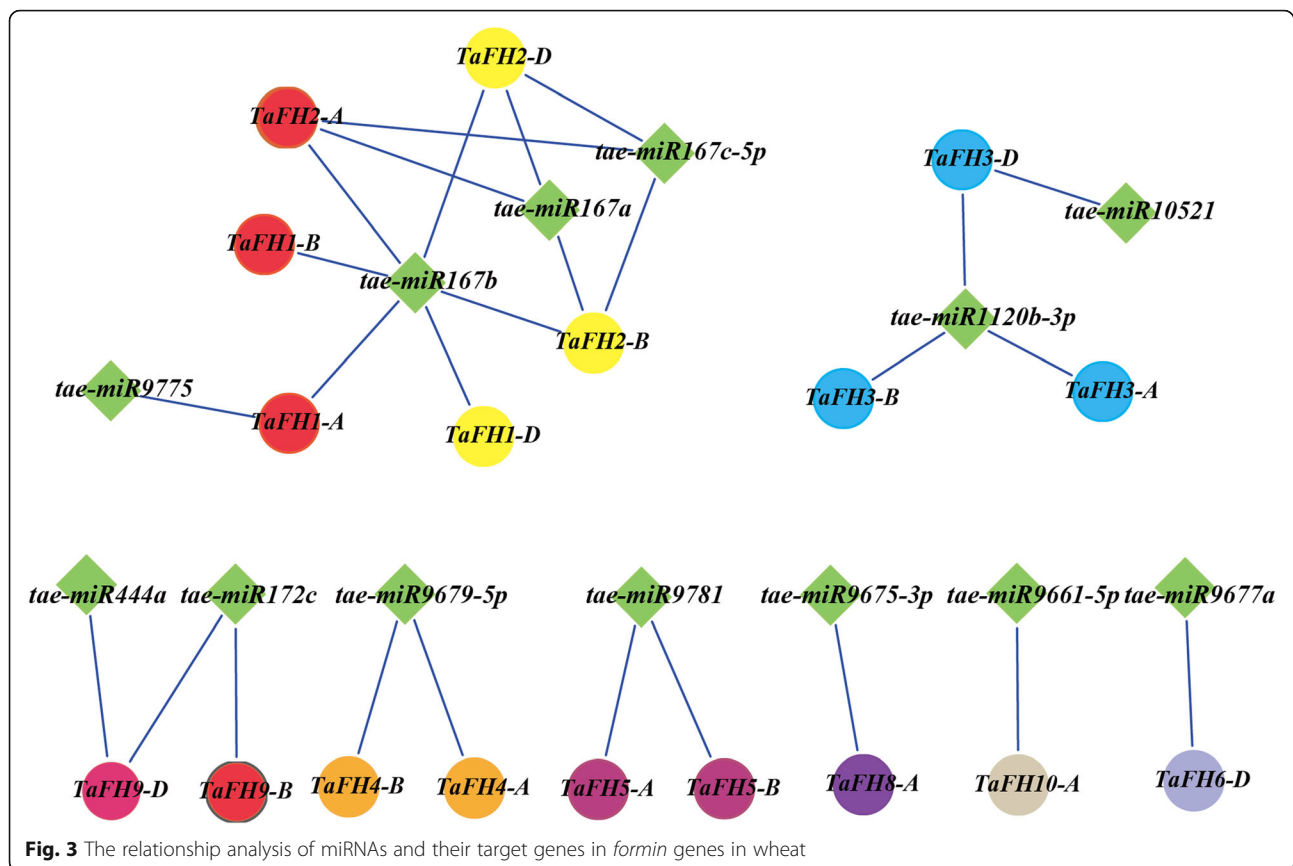 TaFH2-D
TaFH2-A
tae-miR167c-5p
TaFH3-D
tae-miR167a
tae-miR10521
TaFH1-B
tae-miR167b
tae-miR1120b-3p
TaFH2-B
tae-miR9775
TaFH3-B
TaFH3-A
TaFH1-A
TaFH1-D
tae-miR444a
tae-miR172c
tae-miR9679-5p
tae-miR9781
tae-miR9675-3p
tae-miR9661-5p
tae-miR9677a
TaFH9-D
TaFH9-B
TaFH4-B
TaFH4-A
TaFH5-A
TaFH5-B
TaFH8-A
TaFH10-A
TaFH6-D
Fig. 3 The relationship analysis of miRNAs and their target genes in formin genes in wheat